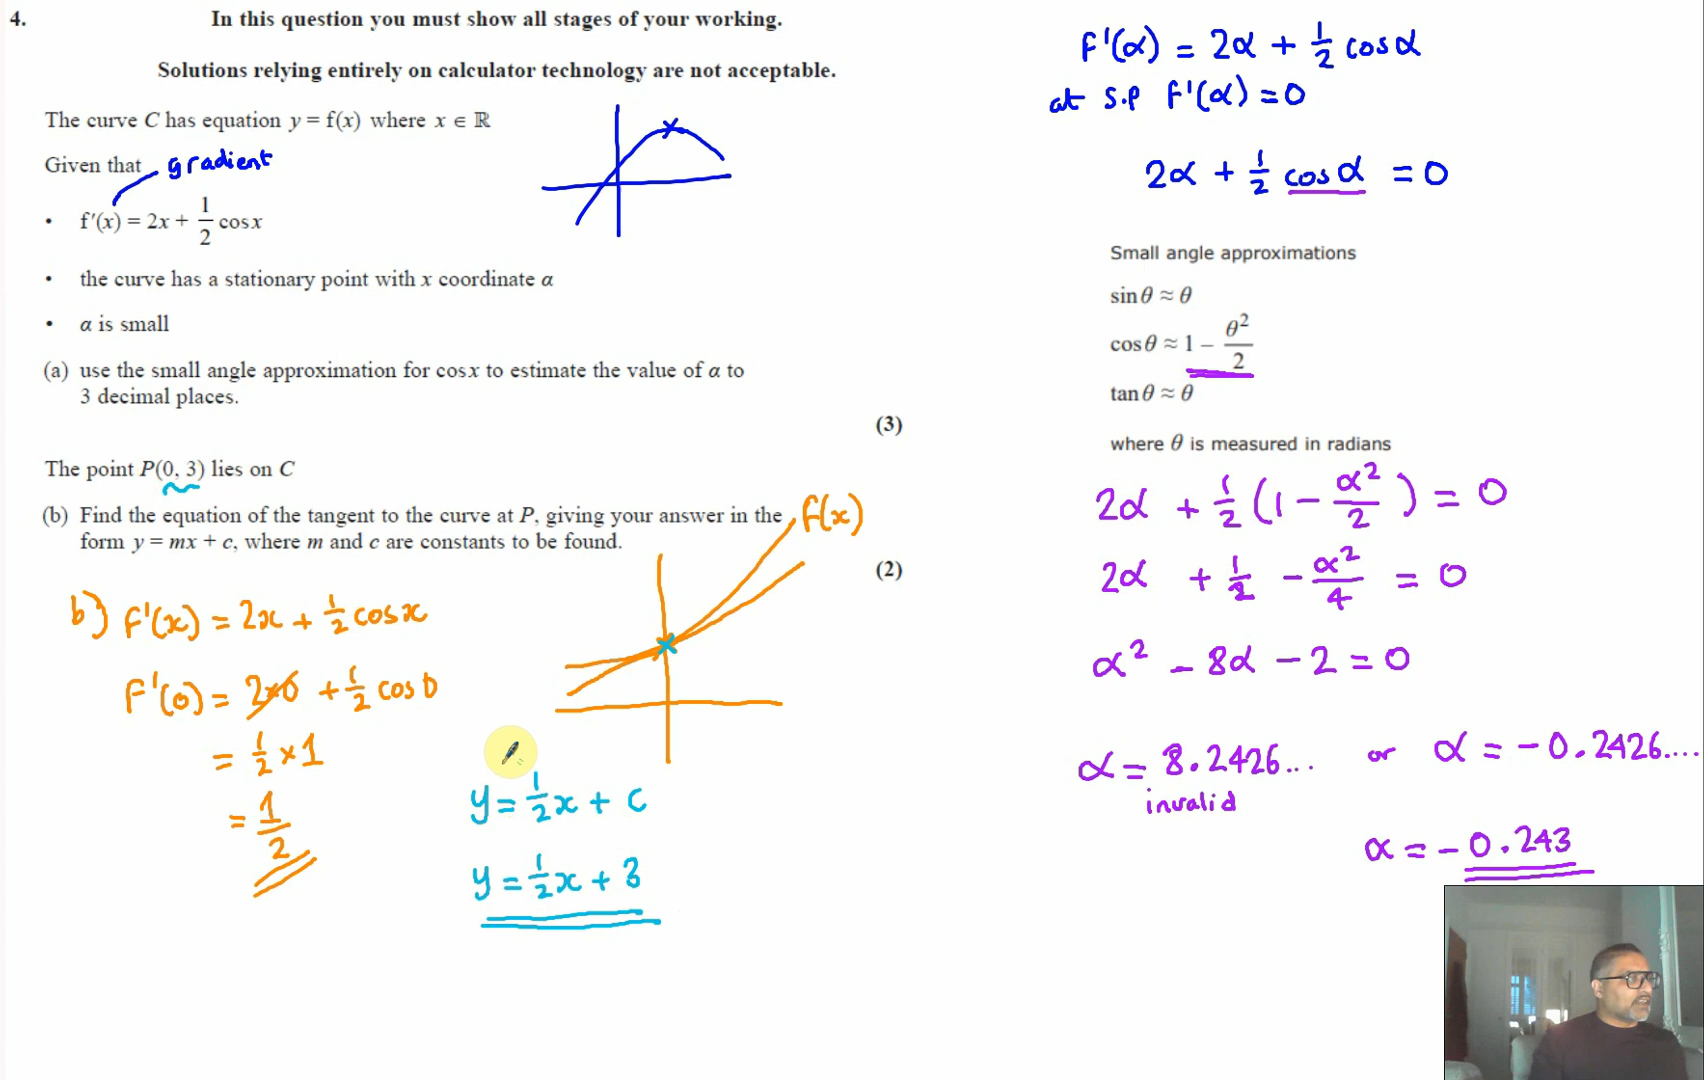 4. In this question you must show all stages of your working.
Solutions relying entirely on calculator technology are not acceptable.
The curve C has equation y = f(x) where x ∈ ℝ
Given that
gradient
• f′(x) = 2x + 1/2 cos x
• the curve has a stationary point with x coordinate α
• α is small
(a) use the small angle approximation for cos x to estimate the value of α to
3 decimal places.
(3)
The point P(0, 3) lies on C
(b) Find the equation of the tangent to the curve at P, giving your answer in the
form y = mx + c, where m and c are constants to be found.
(2)
f(x)
b) f'(x) = 2x + 1/2 cos x
f'(0) = 2×0 + 1/2 cos 0
= 1/2 × 1
= 1/2
y = 1/2 x + c
y = 1/2 x + 3
f'(α) = 2α + 1/2 cos α
at s.p f'(α) = 0
2α + 1/2 cos α = 0
Small angle approximations
sin θ ≈ θ
cos θ ≈ 1 − θ²/2
tan θ ≈ θ
where θ is measured in radians
2α + 1/2 (1 − α²/2) = 0
2α + 1/2 − α²/4 = 0
α² − 8α − 2 = 0
α = 8.2426... or α = −0.2426....
invalid
α = −0.243